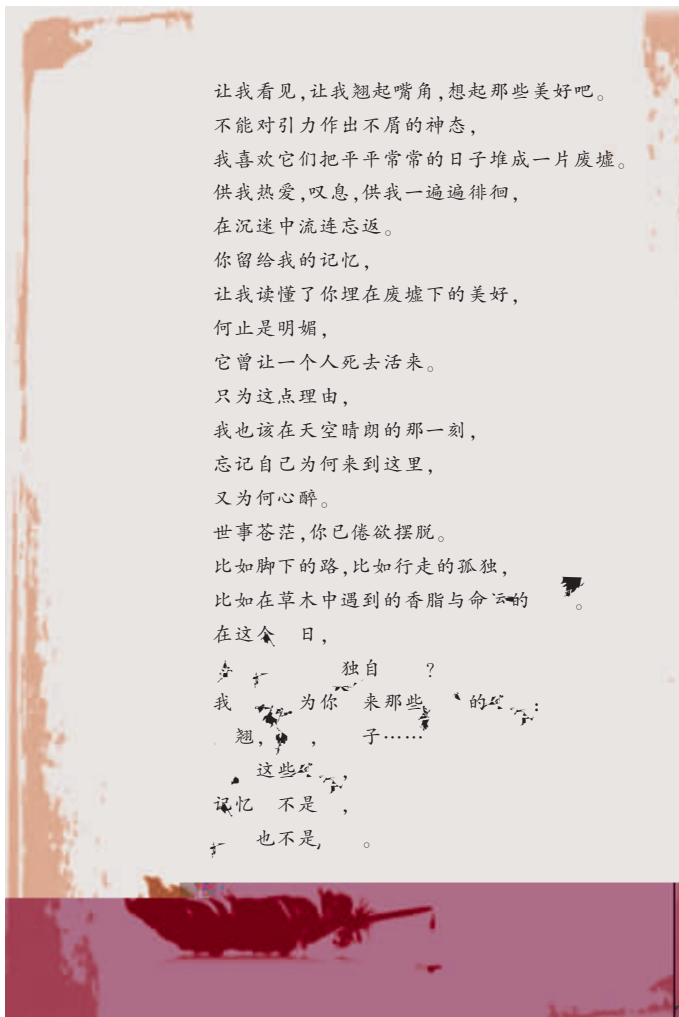 让我看见,让我翘起嘴角,想起那些美好吧。
不能对引力作出不屑的神态,
我喜欢它们把平平常常的日子堆成一片废墟。
供我热爱,叹息,供我一遍遍徘徊,
在沉迷中流连忘返。
你留给我的记忆,
让我读懂了你埋在废墟下的美好,
何止是明媚,
它曾让一个人死去活来。
只为这点理由,
我也该在天空晴朗的那一刻,
忘记自己为何来到这里,
又为何心醉。
世事苍茫,你已倦欲摆脱。
比如脚下的路,比如行走的孤独,
比如在草木中遇到的香脂与命运的。
在这个 日,
独自 ?
我 为你 来那些 的 :
翘, , 子……
这些 ,
记忆 不是 ,
也不是 。